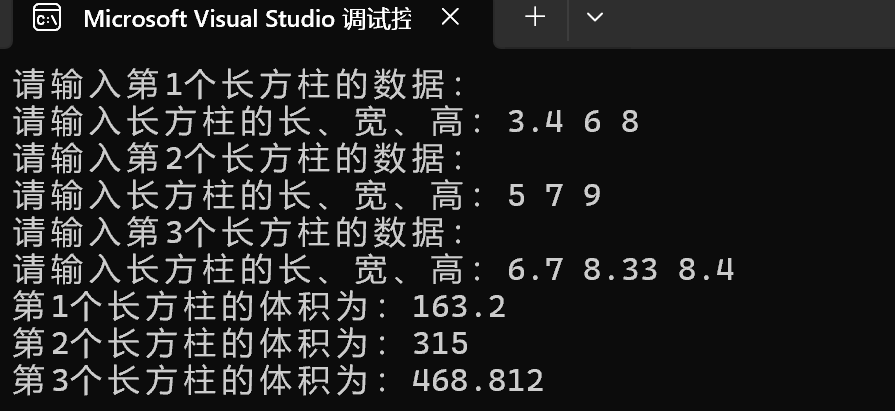 Microsoft Visual Studio 调试控
请输入第1个长方柱的数据：
请输入长方柱的长、宽、高：3.4 6 8
请输入第2个长方柱的数据：
请输入长方柱的长、宽、高：5 7 9
请输入第3个长方柱的数据：
请输入长方柱的长、宽、高：6.7 8.33 8.4
第1个长方柱的体积为：163.2
第2个长方柱的体积为：315
第3个长方柱的体积为：468.812